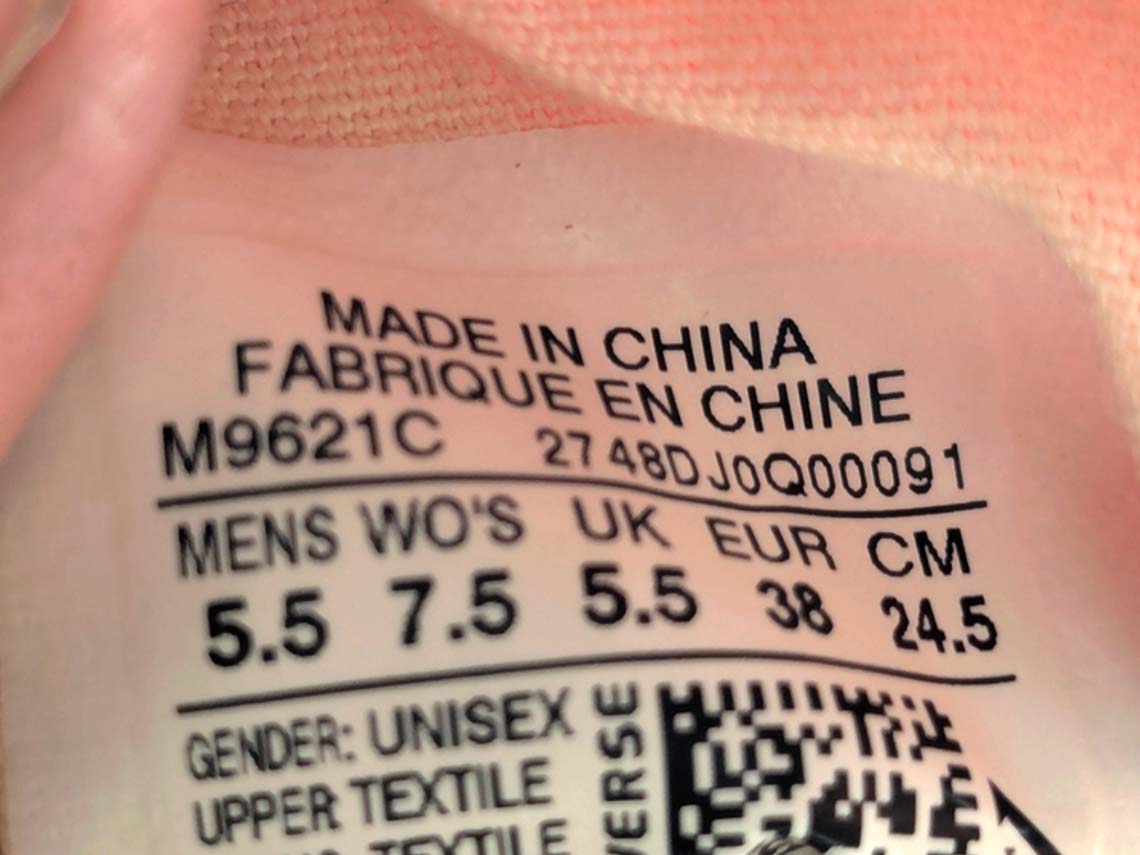 MADE IN CHINA
FABRIQUE EN CHINE
M9621C 2748DJ0Q00091
MENS WO'S UK EUR CM
5.5 7.5 5.5 38 24.5
GENDER: UNISEX
UPPER TEXTILE
TEXTILE